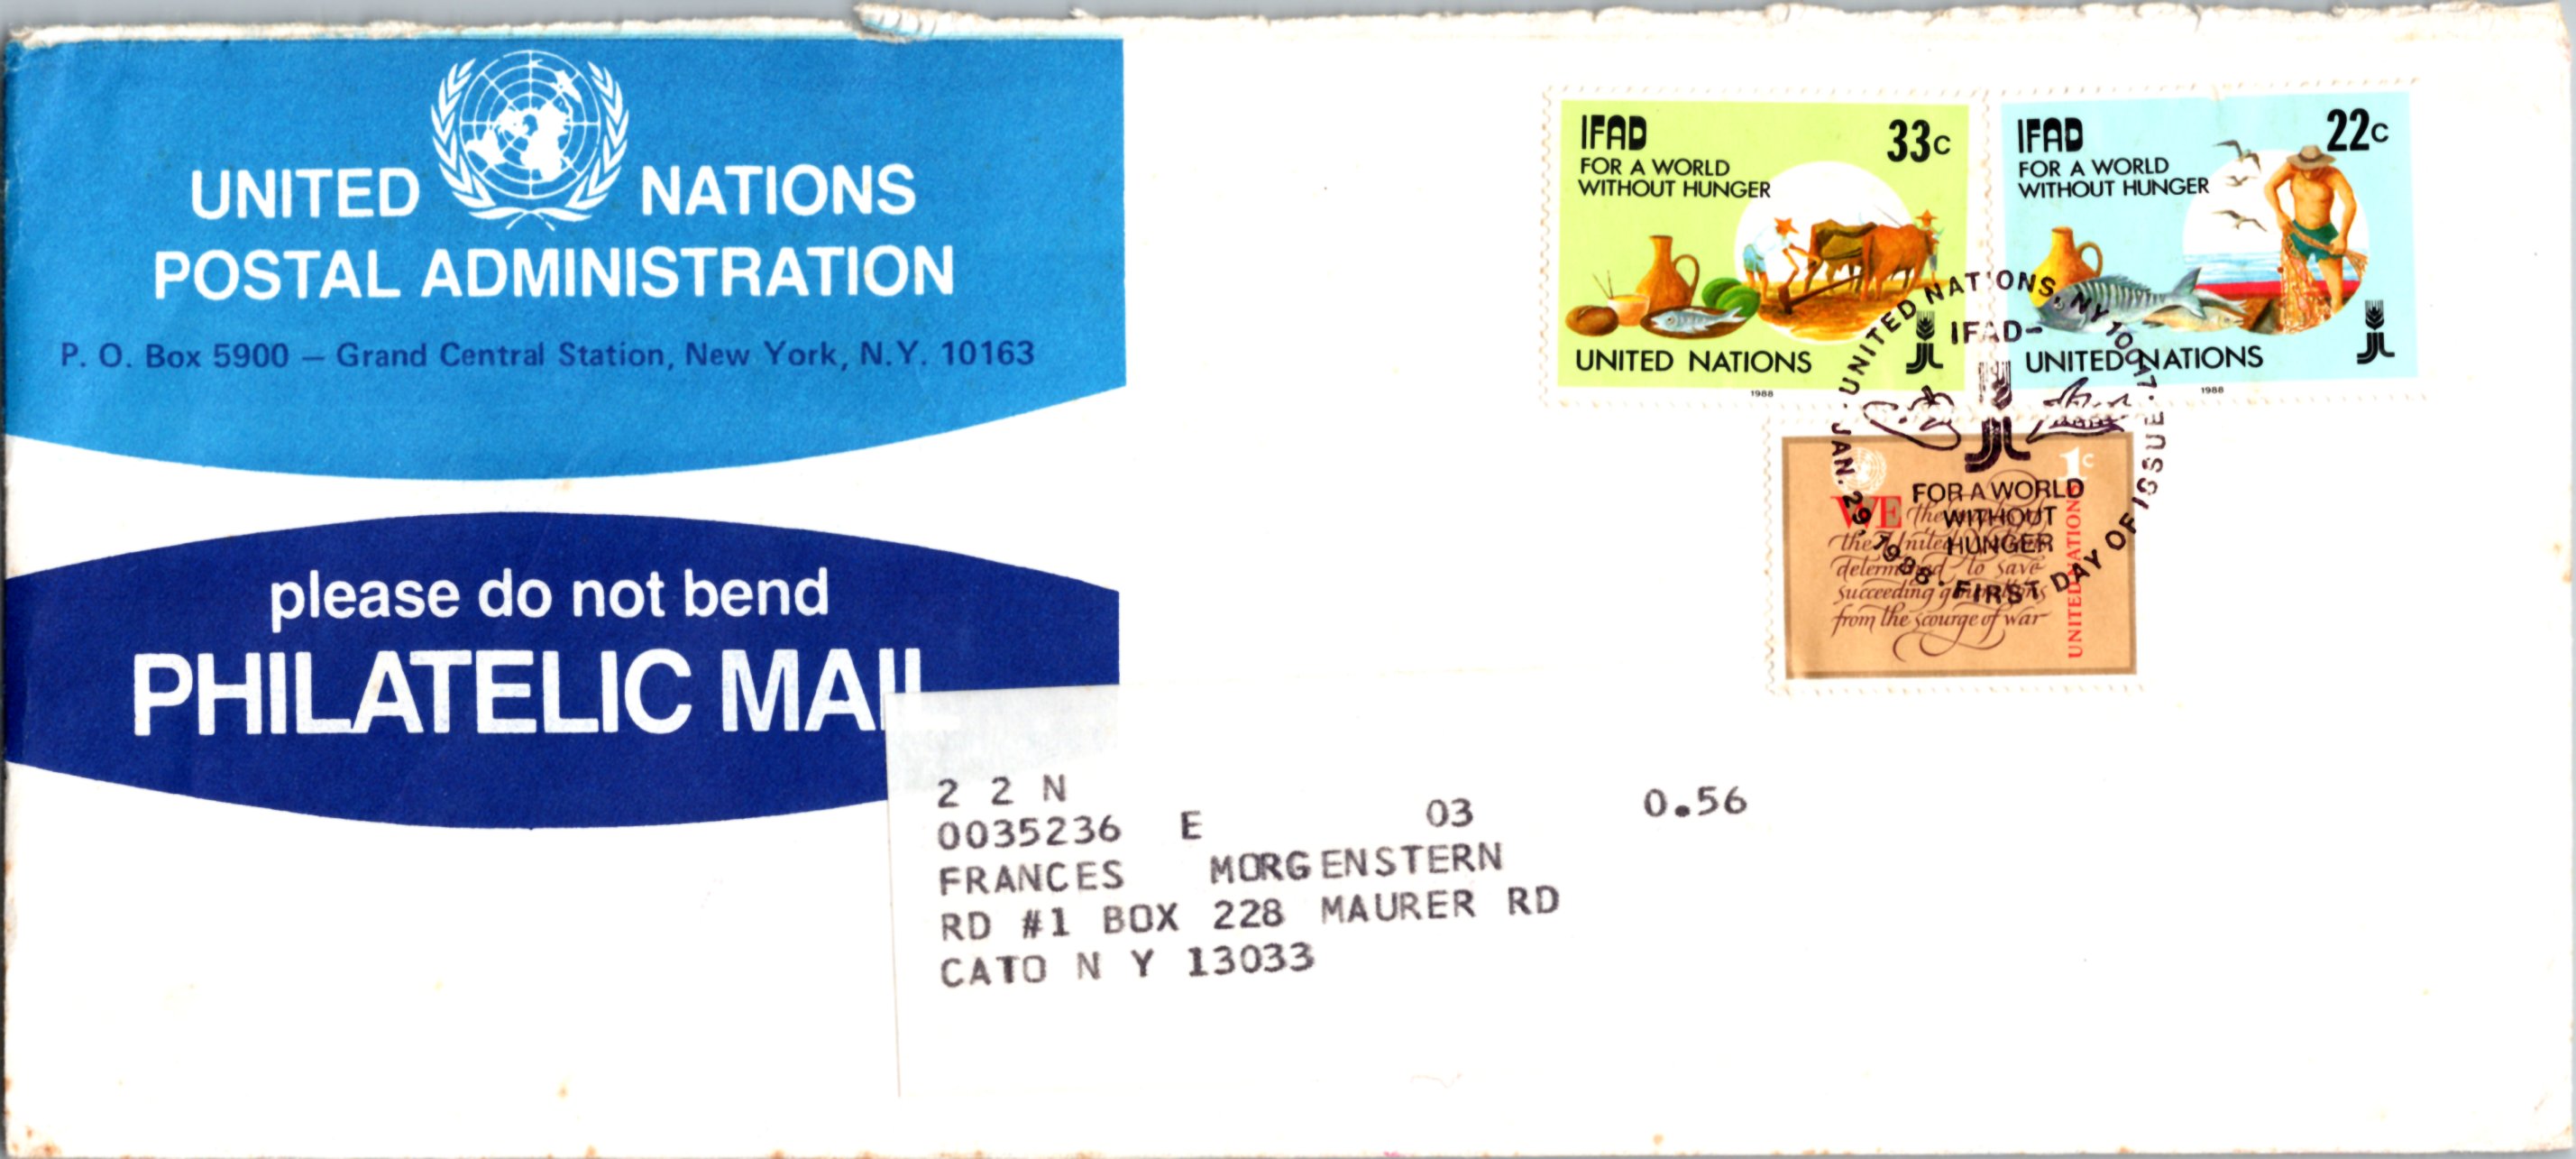 UNITED NATIONS
POSTAL ADMINISTRATION
P. O. Box 5900 — Grand Central Station, New York, N.Y. 10163
please do not bend
PHILATELIC MAIL
IFAD 33c
FOR A WORLD
WITHOUT HUNGER
UNITED NATIONS
1988
IFAD 22c
FOR A WORLD
WITHOUT HUNGER
UNITED NATIONS
1988
UNITED NATIONS, NY 10017 · JAN. 29, 1988 · FIRST DAY OF ISSUE ·
IFAD-
FOR A WORLD
WITHOUT
HUNGER
1c
WE the
the United
determined to save
succeeding generations
from the scourge of war
UNITED NATIONS
2 2 N
0035236 E 03 0.56
FRANCES MORGENSTERN
RD #1 BOX 228 MAURER RD
CATO N Y 13033